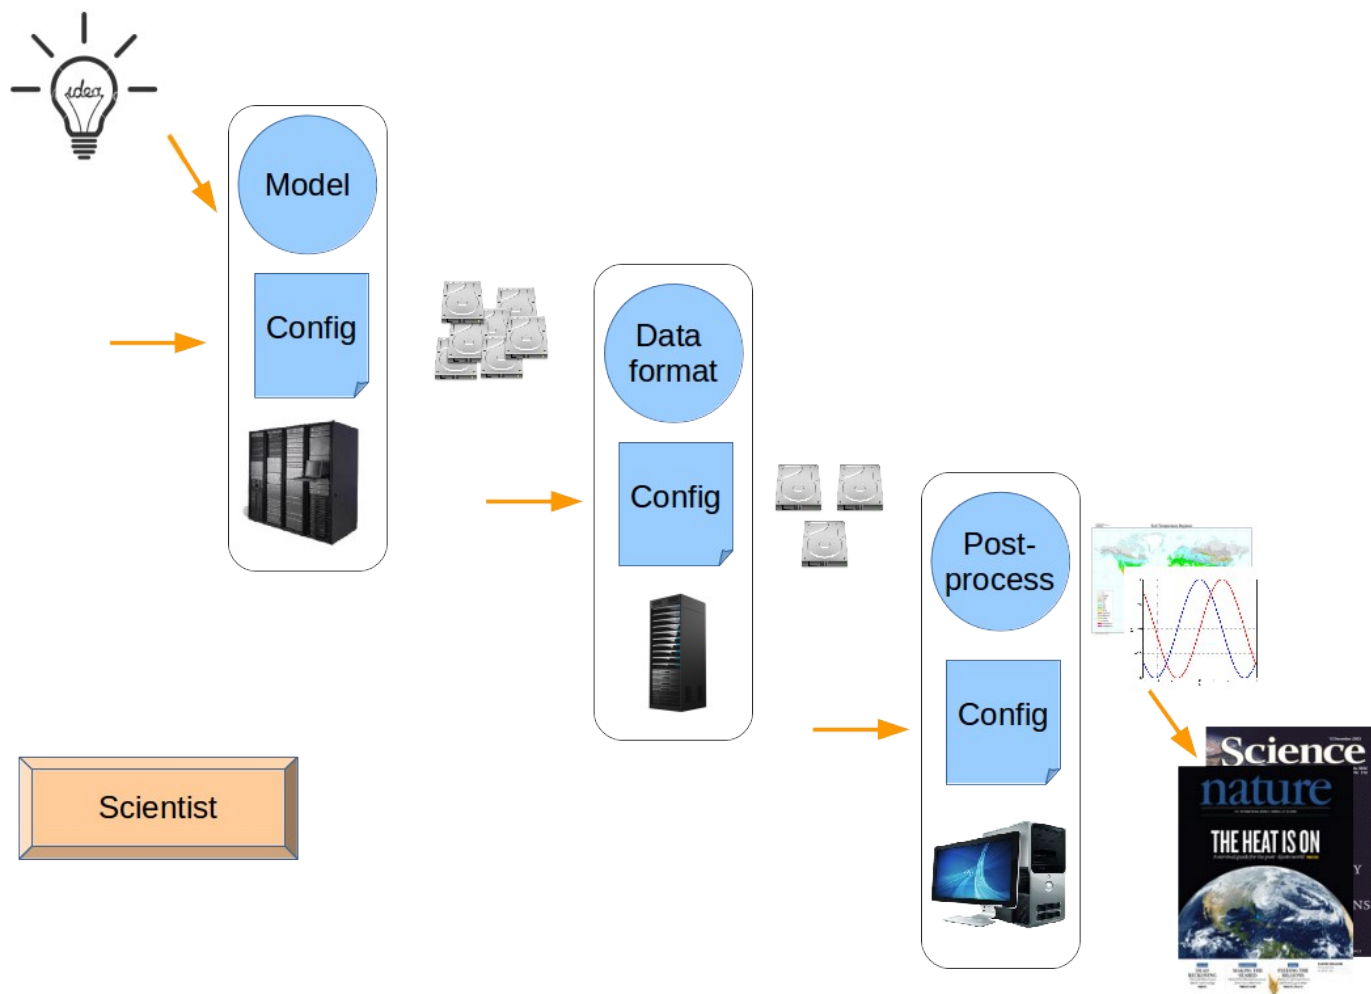 idea
Model
Config
Data
format
Config
Post-
process
Config
Scientist
Science
nature
THE HEAT IS ON